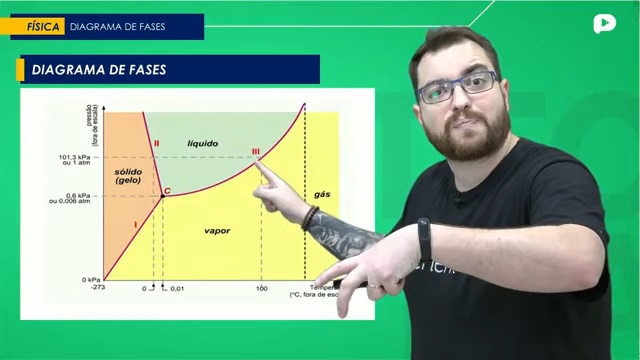 FÍSICA DIAGRAMA DE FASES
DIAGRAMA DE FASES
pressão
(fora de escala)
101,3 kPa
ou 1 atm
0,6 kPa
ou 0,006 atm
0 kPa
sólido
(gelo)
II
líquido
III
C
I
vapor
gás
-273
0
0,01
100
Tempera
(°C, fora de esc